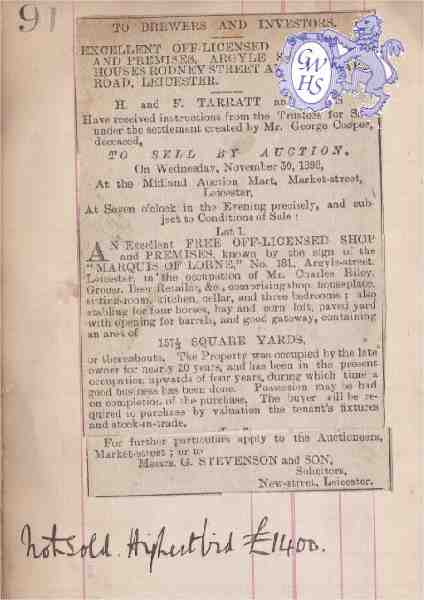 91
TO BREWERS AND INVESTORS.
EXCELLENT OFF-LICENSED
AND PREMISES, ARGYLE
HOUSES RODNEY STREET
ROAD, LEICESTER.
GWHS
H. and F. TARRATT
Have received instructions from the Trustees for
under the settlement created by Mr. George Cooper,
deceased,
TO SELL BY AUCTION,
On Wednesday, November 30, 1898,
At the Midland Auction Mart, Market-street,
Leicester,
At Seven o'clock in the Evening precisely, and sub-
ject to Conditions of Sale:
Lot 1.
AN Excellent FREE OFF-LICENSED SHOP
and PREMISES, known by the sign of the
"MARQUIS OF LORNE," No. 181, Argyle-street,
Leicester, in the occupation of Mr. Charles Riley,
Grocer, Beer Retailer, &c., comprising shop, houseplace,
sitting-room, kitchen, cellar, and three bedrooms; also
stabling for four horses, hay and corn loft, paved yard
with opening for barrels, and good gateway, containing
an area of
157½ SQUARE YARDS,
or thereabouts. The Property was occupied by the late
owner for nearly 20 years, and has been in the present
occupation upwards of four years, during which time a
good business has been done. Possession may be had
on completion of the purchase. The buyer will be re-
quired to purchase by valuation the tenant's fixtures
and stock-in-trade.
For further particulars apply to the Auctioneers,
Market-street; or to
Messrs. G. STEVENSON and SON,
Solicitors,
New-street, Leicester.
Not Sold. Highest bid £1400.